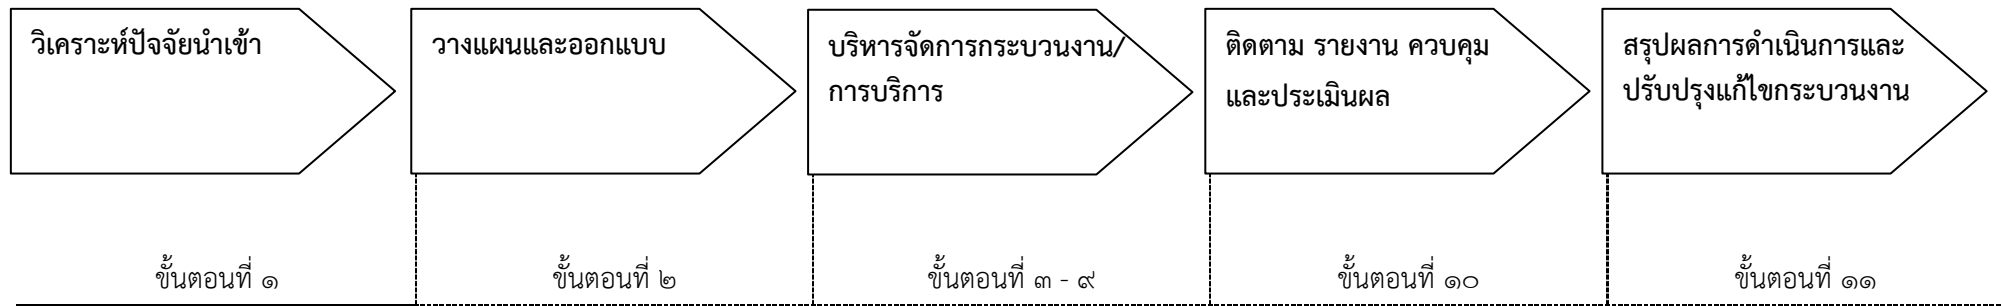 วิเคราะห์ปัจจัยนำเข้า
วางแผนและออกแบบ
บริหารจัดการกระบวนงาน/
การบริการ
ติดตาม รายงาน ควบคุม
และประเมินผล
สรุปผลการดำเนินการและ
ปรับปรุงแก้ไขกระบวนงาน
ขั้นตอนที่ ๑
ขั้นตอนที่ ๒
ขั้นตอนที่ ๓ - ๙
ขั้นตอนที่ ๑๐
ขั้นตอนที่ ๑๑